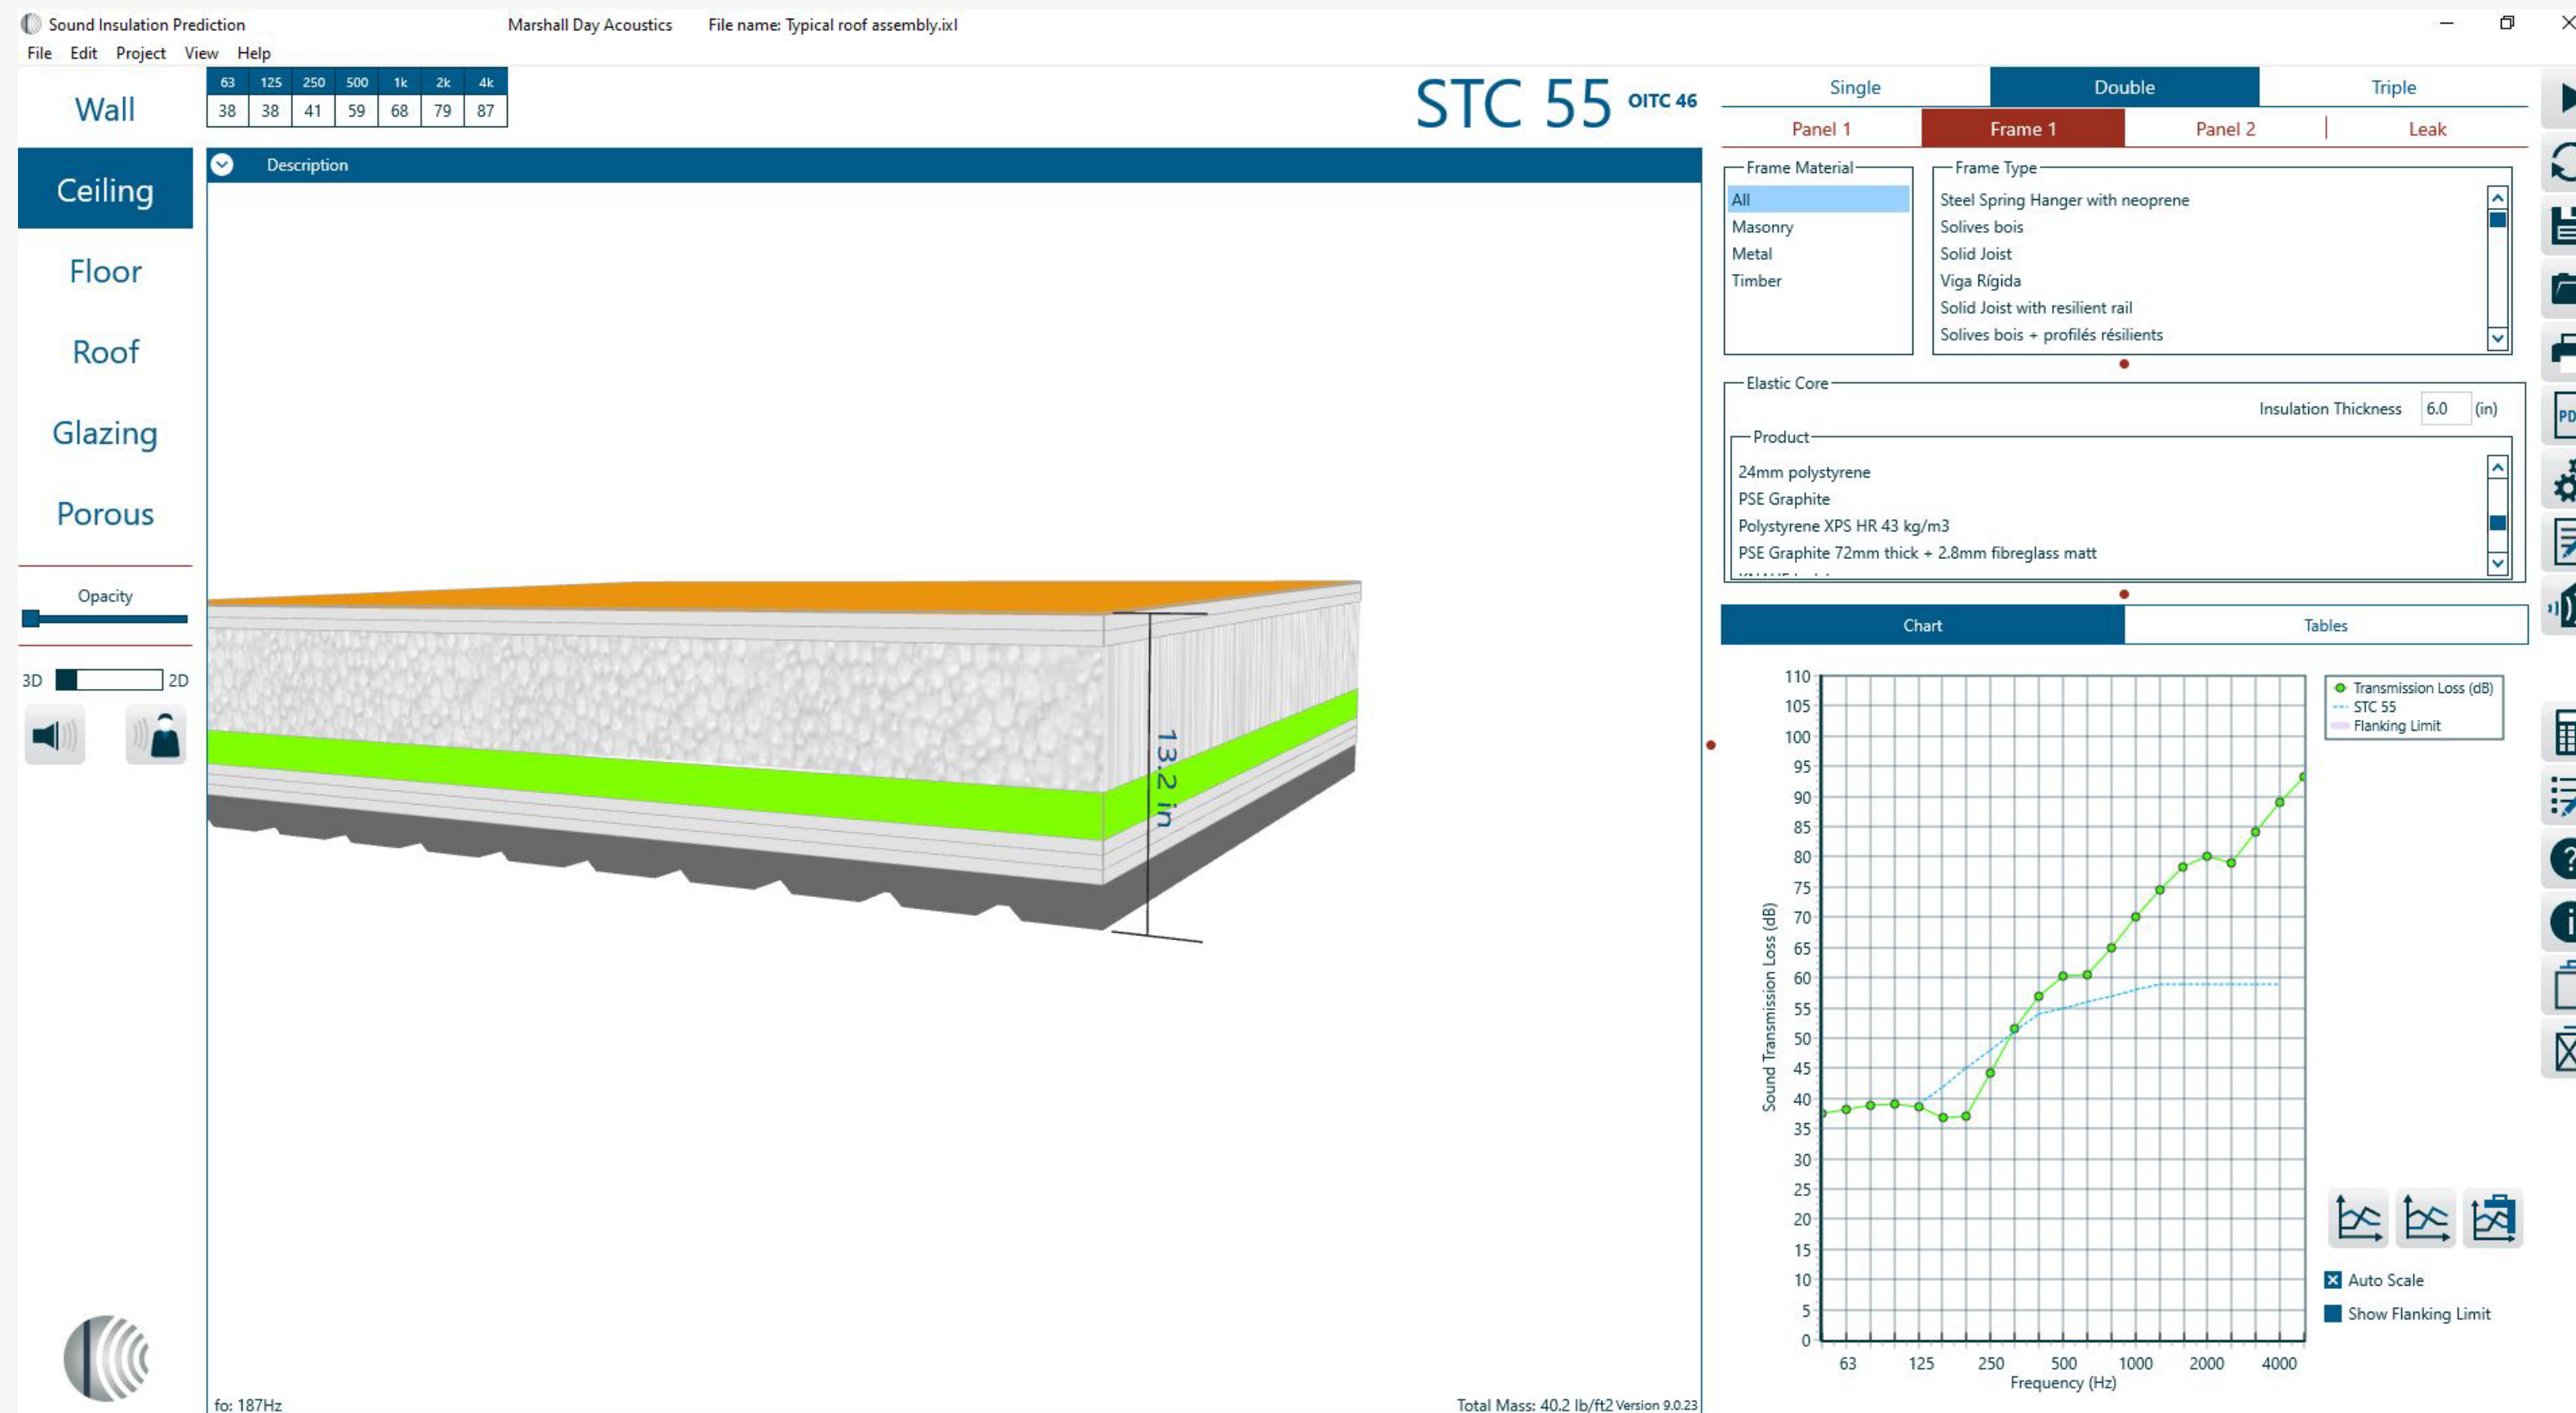 Sound Insulation Prediction
Marshall Day Acoustics
File name: Typical roof assembly.ixl
File Edit Project View Help
63 125 250 500 1k 2k 4k
38 38 41 59 68 79 87
STC 55 OITC 46
Wall
Ceiling
Floor
Roof
Glazing
Porous
Opacity
3D 2D
Description
13.2 in
fo: 187Hz
Total Mass: 40.2 lb/ft2 Version 9.0.23
Single Double Triple
Panel 1 Frame 1 Panel 2 Leak
Frame Material
All
Masonry
Metal
Timber
Frame Type
Steel Spring Hanger with neoprene
Solives bois
Solid Joist
Viga Rígida
Solid Joist with resilient rail
Solives bois + profilés résilients
Elastic Core
Insulation Thickness 6.0 (in)
Product
24mm polystyrene
PSE Graphite
Polystyrene XPS HR 43 kg/m3
PSE Graphite 72mm thick + 2.8mm fibreglass matt
Chart Tables
Sound Transmission Loss (dB)
110
105
100
95
90
85
80
75
70
65
60
55
50
45
40
35
30
25
20
15
10
5
0
63 125 250 500 1000 2000 4000
Frequency (Hz)
Transmission Loss (dB)
STC 55
Flanking Limit
Auto Scale
Show Flanking Limit
PD